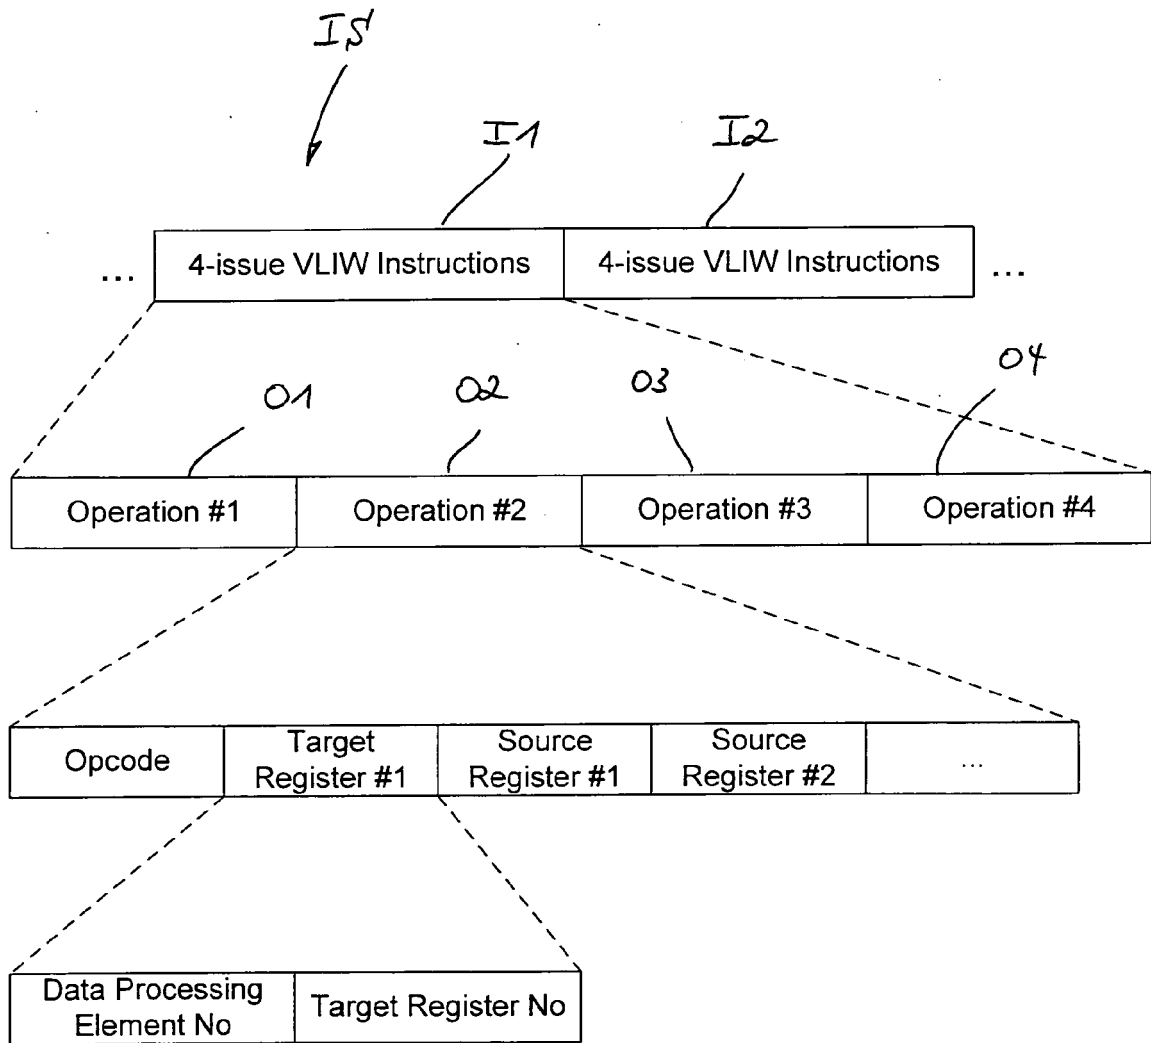 IS
I1 I2
... 4-issue VLIW Instructions 4-issue VLIW Instructions ...
O1 O2 O3 O4
Operation #1 Operation #2 Operation #3 Operation #4
Opcode Target Register #1 Source Register #1 Source Register #2 ...
Data Processing Element No Target Register No